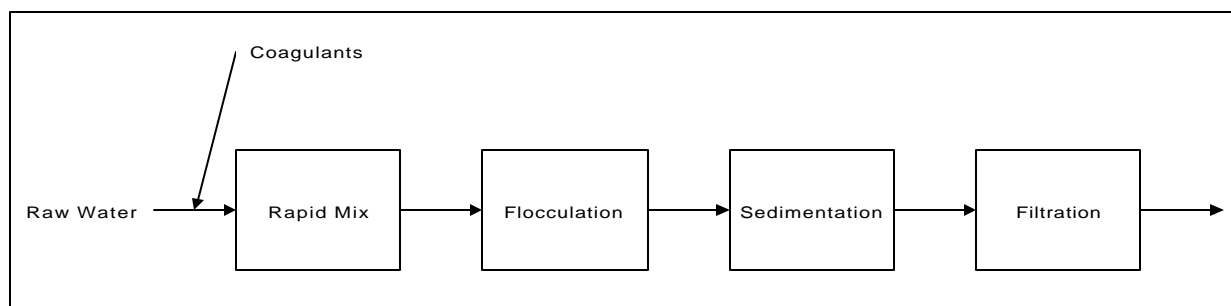 Coagulants
Raw Water
Rapid Mix
Flocculation
Sedimentation
Filtration